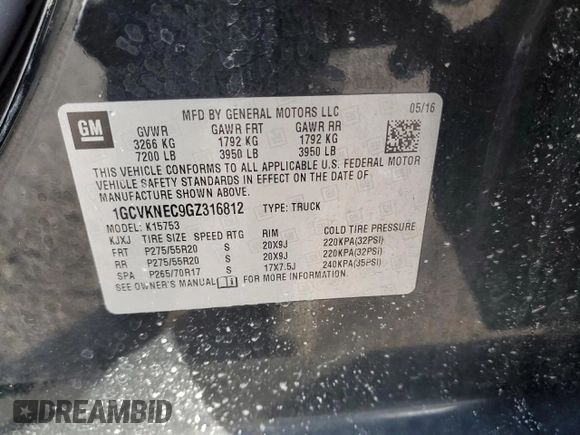 MFD BY GENERAL MOTORS LLC 05/16
GM GVWR GAWR FRT GAWR RR
3266 KG 1792 KG 1792 KG
7200 LB 3950 LB 3950 LB
THIS VEHICLE CONFORMS TO ALL APPLICABLE U.S. FEDERAL MOTOR
VEHICLE SAFETY STANDARDS IN EFFECT ON THE DATE OF
MANUFACTURE SHOWN ABOVE.
1GCVKNEC9GZ316812 TYPE: TRUCK
MODEL: K15753
KJXJ TIRE SIZE SPEED RTG RIM COLD TIRE PRESSURE
FRT P275/55R20 S 20X9J 220KPA(32PSI)
RR P275/55R20 S 20X9J 220KPA(32PSI)
SPA P265/70R17 S 17X7.5J 240KPA(35PSI)
SEE OWNER'S MANUAL
DREAMBID